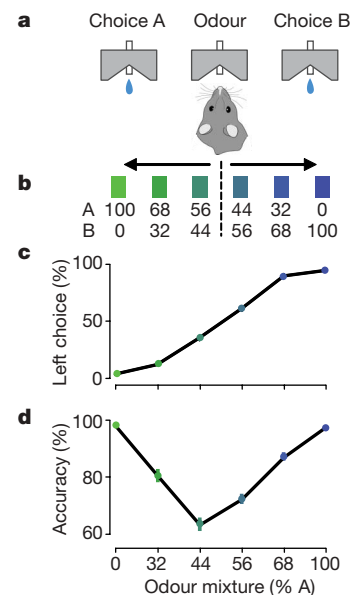 a
Choice A Odour Choice B
b
A 100 68 56 44 32 0
B 0 32 44 56 68 100
c
Left choice (%)
100
50
0
d
Accuracy (%)
100
80
60
0 32 44 56 68 100
Odour mixture (% A)